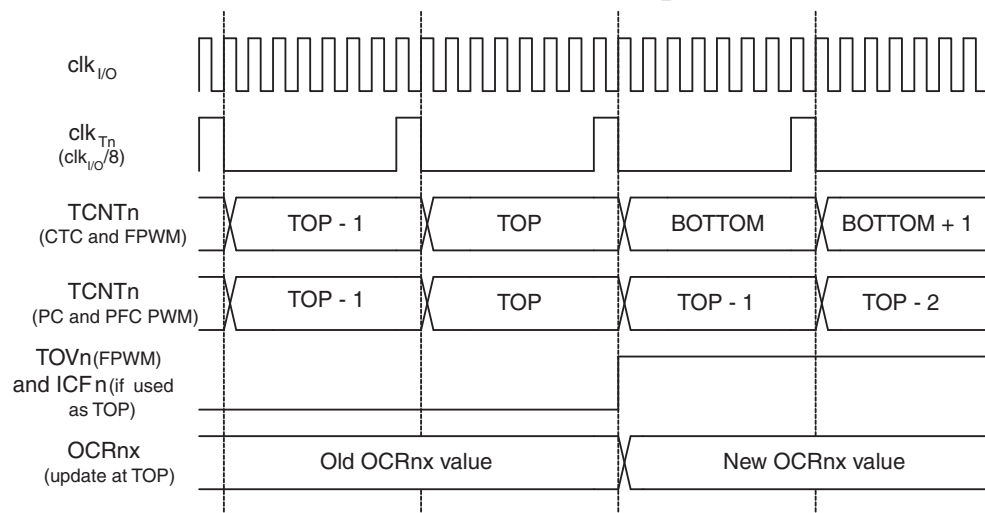 clk I/O
clk Tn
(clk I/O/8)
TCNTn
(CTC and FPWM)
TOP - 1
TOP
BOTTOM
BOTTOM + 1
TCNTn
(PC and PFC PWM)
TOP - 1
TOP
TOP - 1
TOP - 2
TOVn(FPWM)
and ICFn(if used
as TOP)
OCRnx
(update at TOP)
Old OCRnx value
New OCRnx value